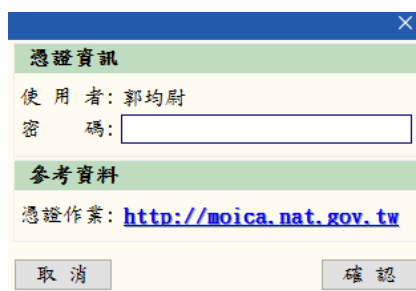 憑證資訊
使 用 者: 郭均尉
密 碼:
參考資料
憑證作業: http://moica.nat.gov.tw
取 消 確 認